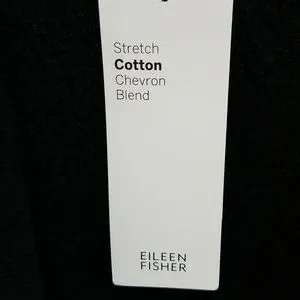 Stretch
Cotton
Chevron
Blend
EILEEN
FISHER